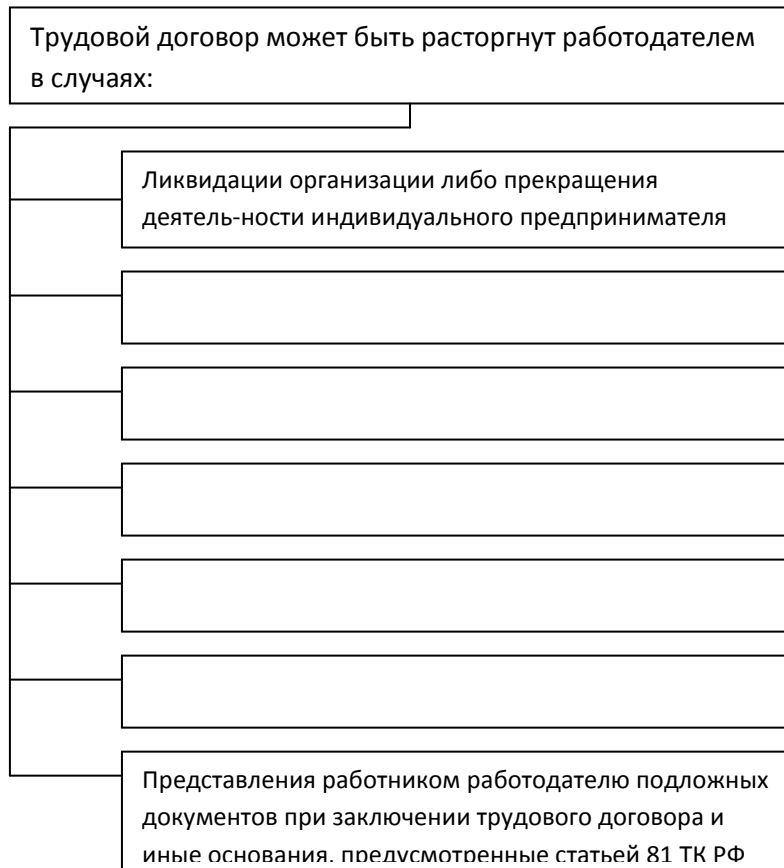 Трудовой договор может быть расторгнут работодателем
в случаях:
Ликвидации организации либо прекращения
деятель-ности индивидуального предпринимателя
Представления работником работодателю подложных
документов при заключении трудового договора и
иные основания, предусмотренные статьей 81 ТК РФ